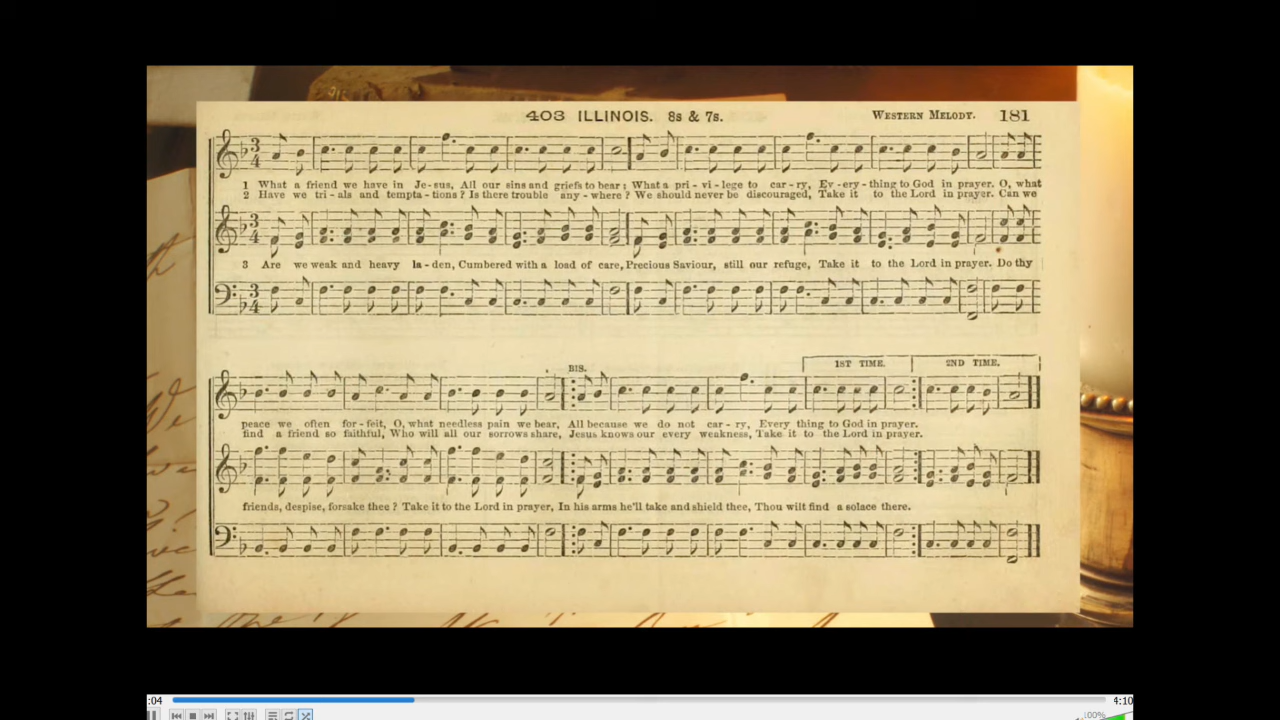 403 ILLINOIS. 8s & 7s. WESTERN MELODY. 181
1 What a friend we have in Je-sus, All our sins and griefs to bear; What a pri-vi-lege to car-ry, Ev-ery-thing to God in prayer. O, what
2 Have we tri-als and tempta-tions? Is there trouble any-where? We should never be discouraged, Take it to the Lord in prayer. Can we
3 Are we weak and heavy la-den, Cumbered with a load of care, Precious Saviour, still our refuge, Take it to the Lord in prayer. Do thy
BIS. 1ST TIME. 2ND TIME.
peace we often for-feit, O, what needless pain we bear, All because we do not car-ry, Every thing to God in prayer.
find a friend so faithful, Who will all our sorrows share, Jesus knows our every weakness, Take it to the Lord in prayer.
friends, despise, forsake thee? Take it to the Lord in prayer, In his arms he'll take and shield thee, Thou wilt find a solace there.
:04 4:10
100%